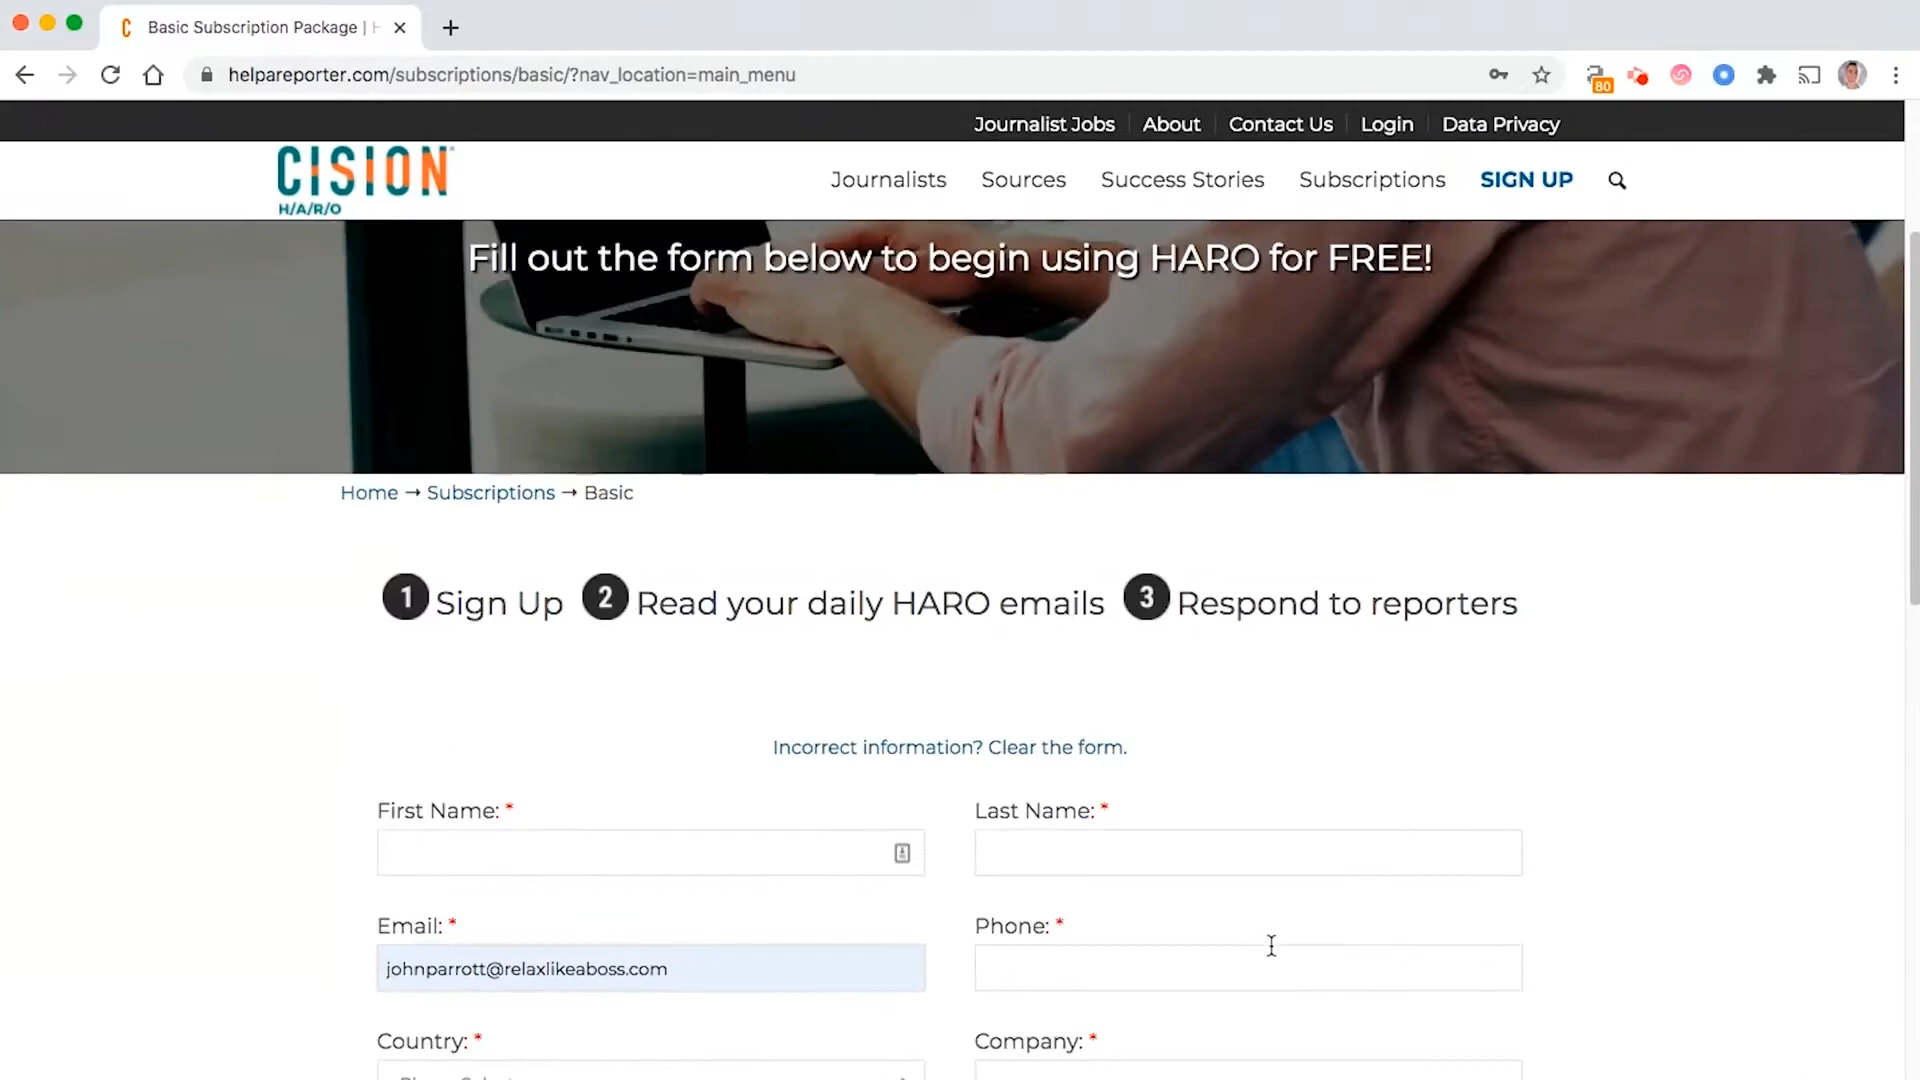 Basic Subscription Package | H
helpareporter.com/subscriptions/basic/?nav_location=main_menu
80
Journalist Jobs
About
Contact Us
Login
Data Privacy
CISION
H/A/R/O
Journalists
Sources
Success Stories
Subscriptions
SIGN UP
Fill out the form below to begin using HARO for FREE!
Home → Subscriptions → Basic
1 Sign Up 2 Read your daily HARO emails 3 Respond to reporters
Incorrect information? Clear the form.
First Name: *
Last Name: *
Email: *
Phone: *
johnparrott@relaxlikeaboss.com
Country: *
Company: *